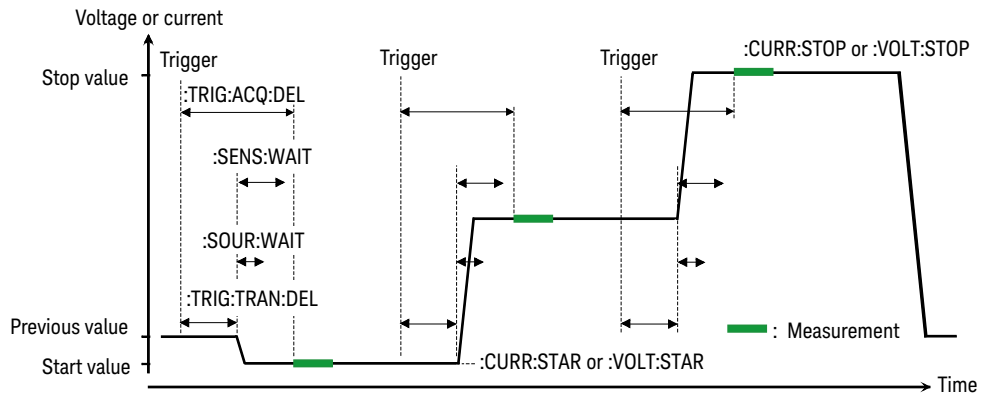 Voltage or current
Trigger
Trigger
Trigger
:CURR:STOP or :VOLT:STOP
Stop value
:TRIG:ACQ:DEL
:SENS:WAIT
:SOUR:WAIT
:TRIG:TRAN:DEL
Previous value
: Measurement
Start value
:CURR:STAR or :VOLT:STAR
Time